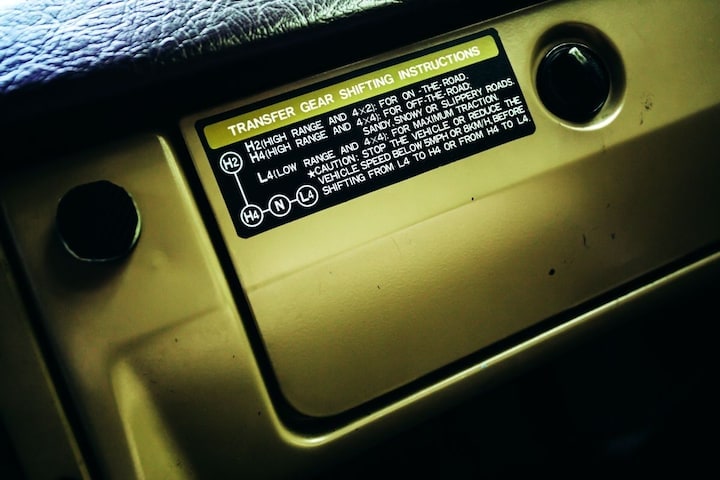 TRANSFER GEAR SHIFTING INSTRUCTIONS
H2(HIGH RANGE AND 4×2): FOR ON-THE-ROAD.
H4(HIGH RANGE AND 4×4): FOR OFF-THE-ROAD:
SANDY, SNOW OR SLIPPERY ROADS.
L4(LOW RANGE AND 4×4): FOR MAXIMUM TRACTION.
★CAUTION: STOP THE VEHICLE OR REDUCE THE
VEHICLE SPEED BELOW 5MPH OR 8KM/H. BEFORE
SHIFTING FROM L4 TO H4 OR FROM H4 TO L4.
H2
H4 N L4